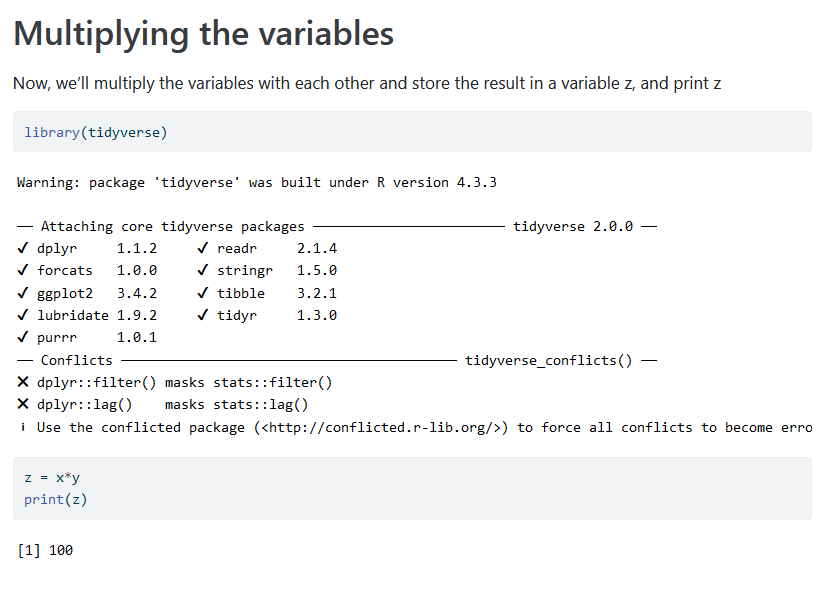 Multiplying the variables
Now, we’ll multiply the variables with each other and store the result in a variable z, and print z
library(tidyverse)
Warning: package 'tidyverse' was built under R version 4.3.3
── Attaching core tidyverse packages ──────────────────────── tidyverse 2.0.0 ──
✔ dplyr     1.1.2     ✔ readr     2.1.4
✔ forcats   1.0.0     ✔ stringr   1.5.0
✔ ggplot2   3.4.2     ✔ tibble    3.2.1
✔ lubridate 1.9.2     ✔ tidyr     1.3.0
✔ purrr     1.0.1
── Conflicts ────────────────────────────────────────── tidyverse_conflicts() ──
✖ dplyr::filter() masks stats::filter()
✖ dplyr::lag()    masks stats::lag()
ℹ Use the conflicted package (<http://conflicted.r-lib.org/>) to force all conflicts to become erro
z = x*y
print(z)
[1] 100